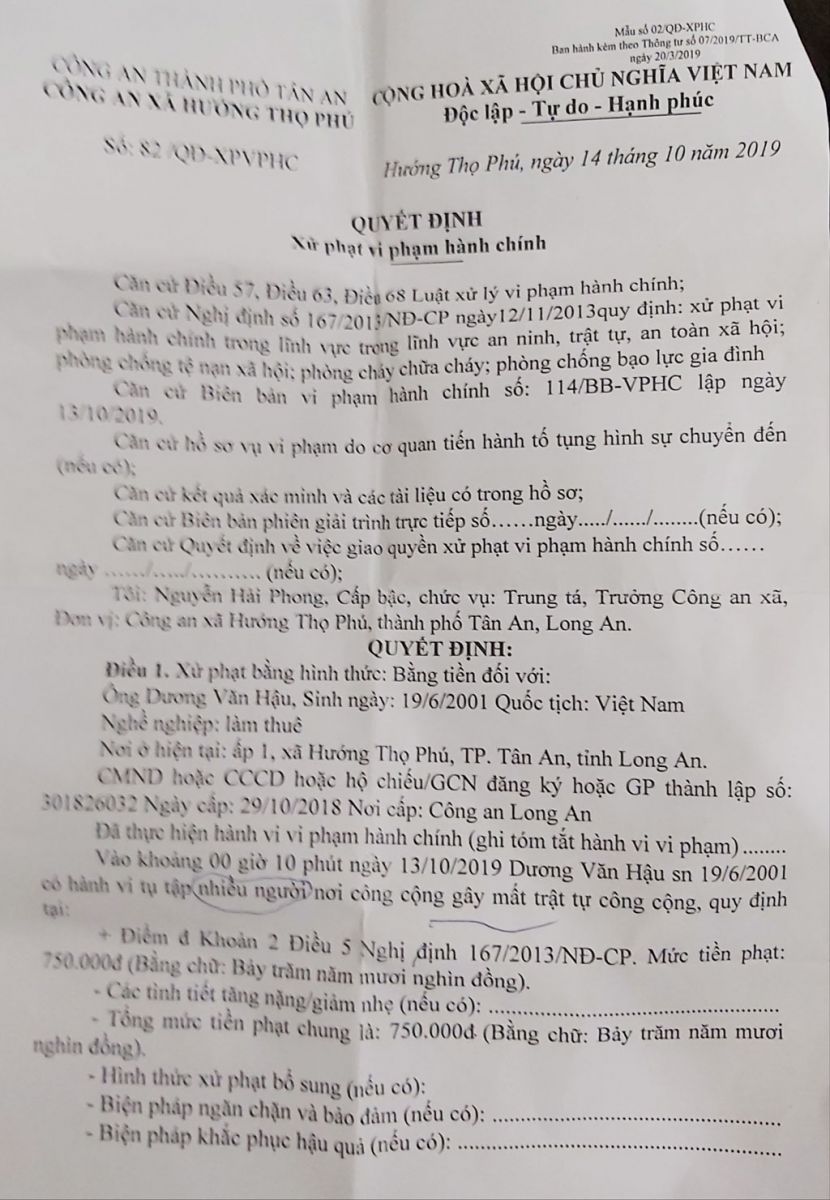 Mẫu số 02/QĐ-XPHC
Ban hành kèm theo Thông tư số 07/2019/TT-BCA
ngày 20/3/2019
CÔNG AN THÀNH PHỐ TÂN AN
CÔNG AN XÃ HƯỚNG THỌ PHÚ
CỘNG HOÀ XÃ HỘI CHỦ NGHĨA VIỆT NAM
Độc lập - Tự do - Hạnh phúc
Số: 82 /QĐ-XPVPHC
Hướng Thọ Phú, ngày 14 tháng 10 năm 2019
QUYẾT ĐỊNH
Xử phạt vi phạm hành chính
Căn cứ Điều 57, Điều 63, Điều 68 Luật xử lý vi phạm hành chính;
Căn cứ Nghị định số 167/2013/NĐ-CP ngày12/11/2013quy định: xử phạt vi
phạm hành chính trong lĩnh vực trong lĩnh vực an ninh, trật tự, an toàn xã hội;
phòng chống tệ nạn xã hội; phòng cháy chữa cháy; phòng chống bạo lực gia đình
Căn cứ Biên bản vi phạm hành chính số: 114/BB-VPHC lập ngày
13/10/2019.
Căn cứ hồ sơ vụ vi phạm do cơ quan tiến hành tố tụng hình sự chuyển đến
(nếu có);
Căn cứ kết quả xác minh và các tài liệu có trong hồ sơ;
Căn cứ Biên bản phiên giải trình trực tiếp số……ngày...../....../........(nếu có);
Căn cứ Quyết định về việc giao quyền xử phạt vi phạm hành chính số……
ngày ....../...../........... (nếu có);
Tôi: Nguyễn Hải Phong, Cấp bậc, chức vụ: Trung tá, Trưởng Công an xã,
Đơn vị: Công an xã Hướng Thọ Phú, thành phố Tân An, Long An.
QUYẾT ĐỊNH:
Điều 1. Xử phạt bằng hình thức: Bằng tiền đối với:
Ông Dương Văn Hậu, Sinh ngày: 19/6/2001 Quốc tịch: Việt Nam
Nghề nghiệp: làm thuê
Nơi ở hiện tại: ấp 1, xã Hướng Thọ Phú, TP. Tân An, tỉnh Long An.
CMND hoặc CCCD hoặc hộ chiếu/GCN đăng ký hoặc GP thành lập số:
301826032 Ngày cấp: 29/10/2018 Nơi cấp: Công an Long An
Đã thực hiện hành vi vi phạm hành chính (ghi tóm tắt hành vi vi phạm)........
Vào khoảng 00 giờ 10 phút ngày 13/10/2019 Dương Văn Hậu sn 19/6/2001
có hành vi tụ tập nhiều người nơi công cộng gây mất trật tự công cộng, quy định
tại:
+ Điểm đ Khoản 2 Điều 5 Nghị định 167/2013/NĐ-CP. Mức tiền phạt:
750.000đ (Bằng chữ: Bảy trăm năm mươi nghìn đồng).
- Các tình tiết tăng nặng/giảm nhẹ (nếu có): ........................................
- Tổng mức tiền phạt chung là: 750.000đ (Bằng chữ: Bảy trăm năm mươi
nghìn đồng).
- Hình thức xử phạt bổ sung (nếu có):
- Biện pháp ngăn chặn và bảo đảm (nếu có): ........................................
- Biện pháp khắc phục hậu quả (nếu có): ............................................